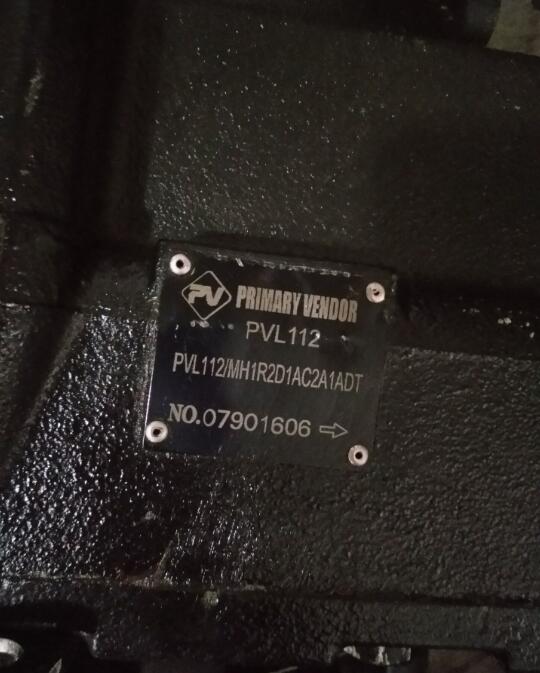 PV PRIMARY VENDOR
PVL112
PVL112/MH1R2D1AC2A1ADT
NO.07901606